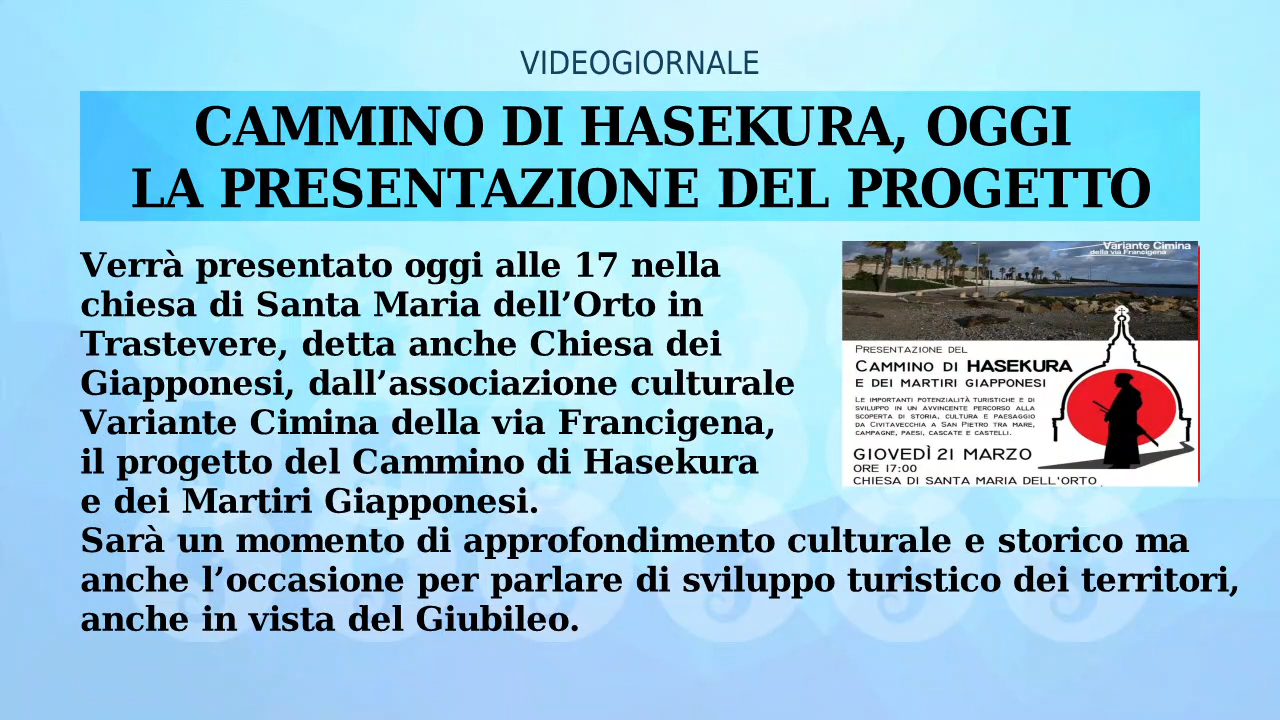 VIDEOGIORNALE
CAMMINO DI HASEKURA, OGGI
LA PRESENTAZIONE DEL PROGETTO
Verrà presentato oggi alle 17 nella
chiesa di Santa Maria dell’Orto in
Trastevere, detta anche Chiesa dei
Giapponesi, dall’associazione culturale
Variante Cimina della via Francigena,
il progetto del Cammino di Hasekura
e dei Martiri Giapponesi.
Sarà un momento di approfondimento culturale e storico ma
anche l’occasione per parlare di sviluppo turistico dei territori,
anche in vista del Giubileo.
Variante Cimina
della via Francigena
PRESENTAZIONE DEL
CAMMINO DI HASEKURA
E DEI MARTIRI GIAPPONESI
LE IMPORTANTI POTENZIALITÀ TURISTICHE E DI
SVILUPPO IN UN AVVINCENTE PERCORSO ALLA
SCOPERTA DI STORIA, CULTURA E PAESAGGIO
DA CIVITAVECCHIA A SAN PIETRO TRA MARE,
CAMPAGNE, PAESI, CASCATE E CASTELLI.
GIOVEDÌ 21 MARZO
ORE 17:00
CHIESA DI SANTA MARIA DELL'ORTO